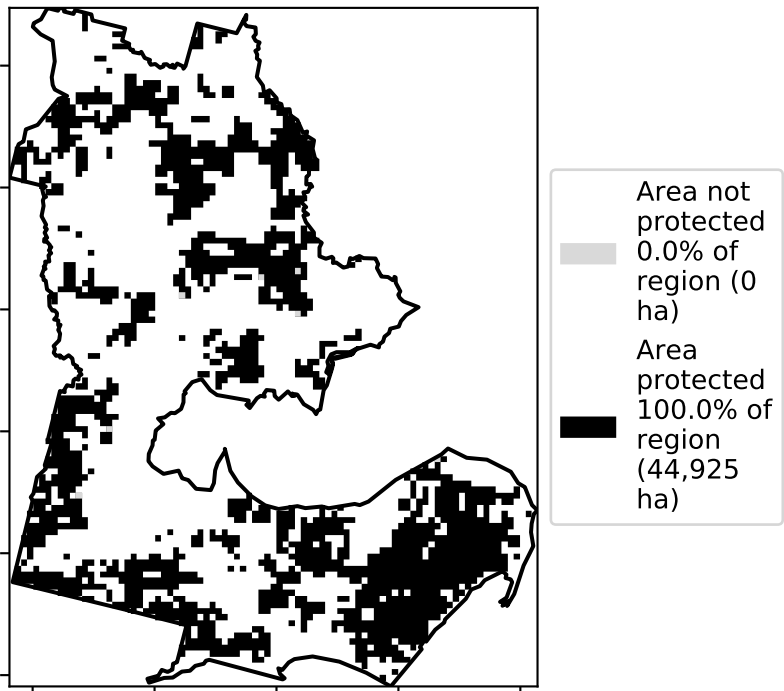 Area not
protected
0.0% of
region (0
ha)
Area
protected
100.0% of
region
(44,925
ha)